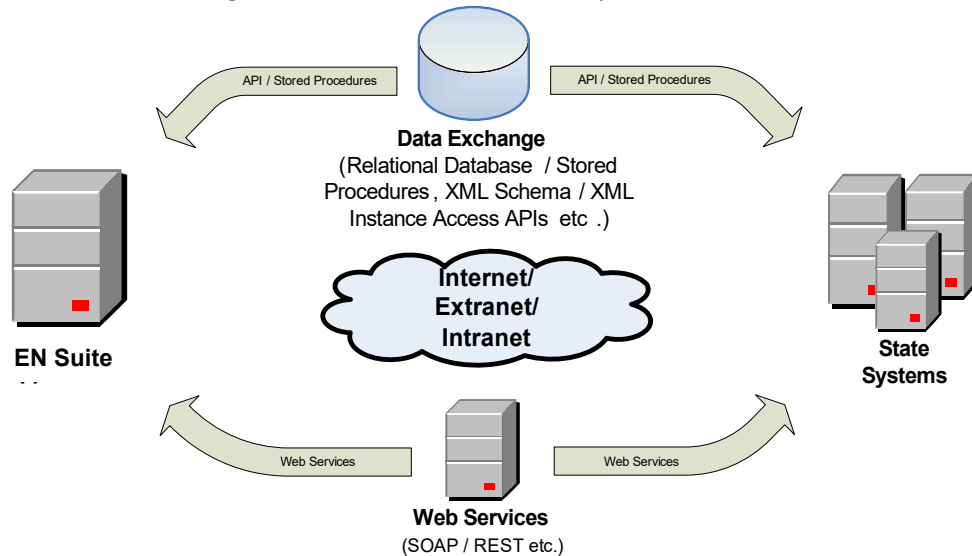 API / Stored Procedures
API / Stored Procedures
Data Exchange
(Relational Database / Stored
Procedures , XML Schema / XML
Instance Access APIs etc .)
Internet/
Extranet/
Intranet
EN Suite
State
Systems
Web Services
Web Services
Web Services
(SOAP / REST etc.)